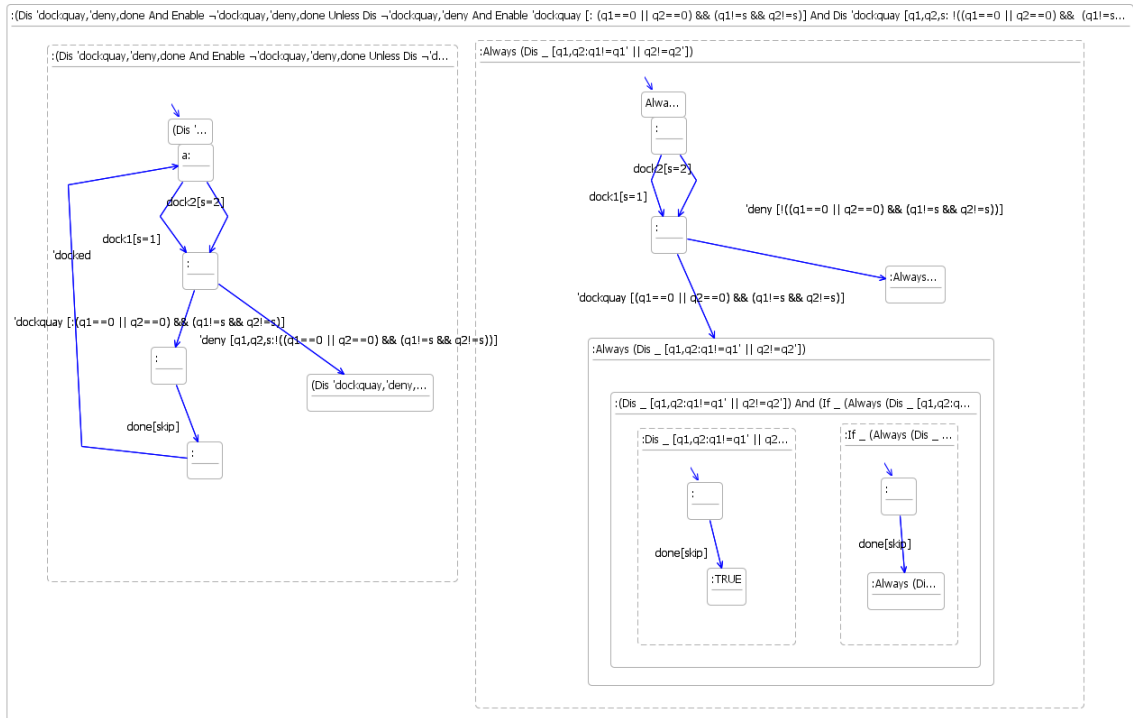 :(Dis 'dockquay,'deny,done And Enable ¬'dockquay,'deny,done Unless Dis ¬'dockquay,'deny And Enable 'dockquay [: (q1==0 || q2==0) && (q1!=s && q2!=s)] And Dis 'dockquay [q1,q2,s: !((q1==0 || q2==0) && (q1!=s...
:(Dis 'dockquay,'deny,done And Enable ¬'dockquay,'deny,done Unless Dis ¬'d...
(Dis '...
a:
dock2[s=2]
dock1[s=1]
'docked
:
'dockquay [:(q1==0 || q2==0) && (q1!=s && q2!=s)]
'deny [q1,q2,s:!((q1==0 || q2==0) && (q1!=s && q2!=s))]
:
(Dis 'dockquay,'deny,...
done[skip]
:
:Always (Dis _ [q1,q2:q1!=q1' || q2!=q2'])
Alwa...
:
dock2[s=2]
dock1[s=1]
'deny [!((q1==0 || q2==0) && (q1!=s && q2!=s))]
:
:Always...
'dockquay [(q1==0 || q2==0) && (q1!=s && q2!=s)]
:Always (Dis _ [q1,q2:q1!=q1' || q2!=q2'])
:(Dis _ [q1,q2:q1!=q1' || q2!=q2']) And (If _ (Always (Dis _ [q1,q2:q...
:Dis _ [q1,q2:q1!=q1' || q2...
:
done[skip]
:TRUE
:If _ (Always (Dis _ ...
:
done[skip]
:Always (Di...